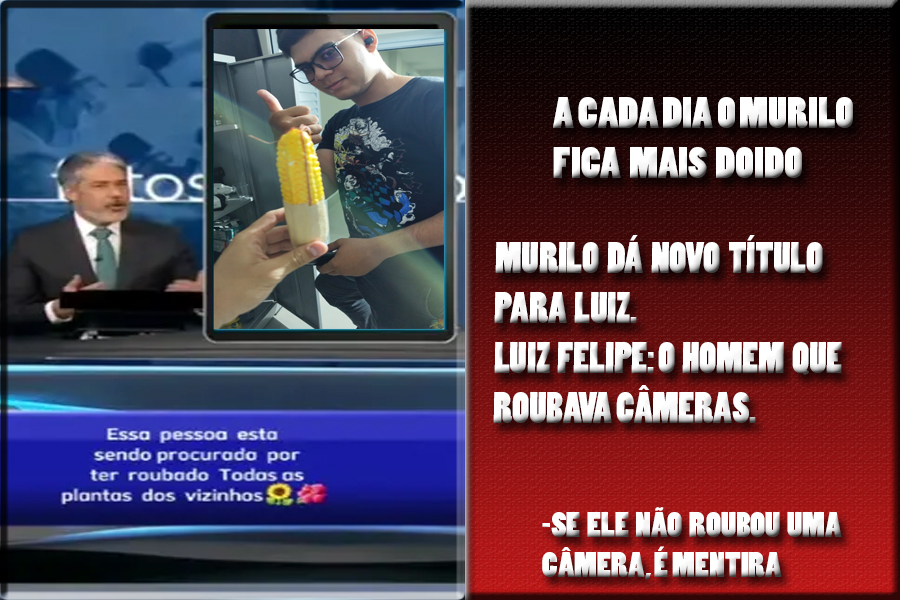 Essa pessoa esta
sendo procurada por
ter roubado Todas as
plantas dos vizinhos🌻🌺
A CADA DIA O MURILO
FICA MAIS DOIDO
MURILO DÁ NOVO TÍTULO
PARA LUIZ.
LUIZ FELIPE: O HOMEM QUE
ROUBAVA CÂMERAS.
-SE ELE NÃO ROUBOU UMA
CÂMERA, É MENTIRA